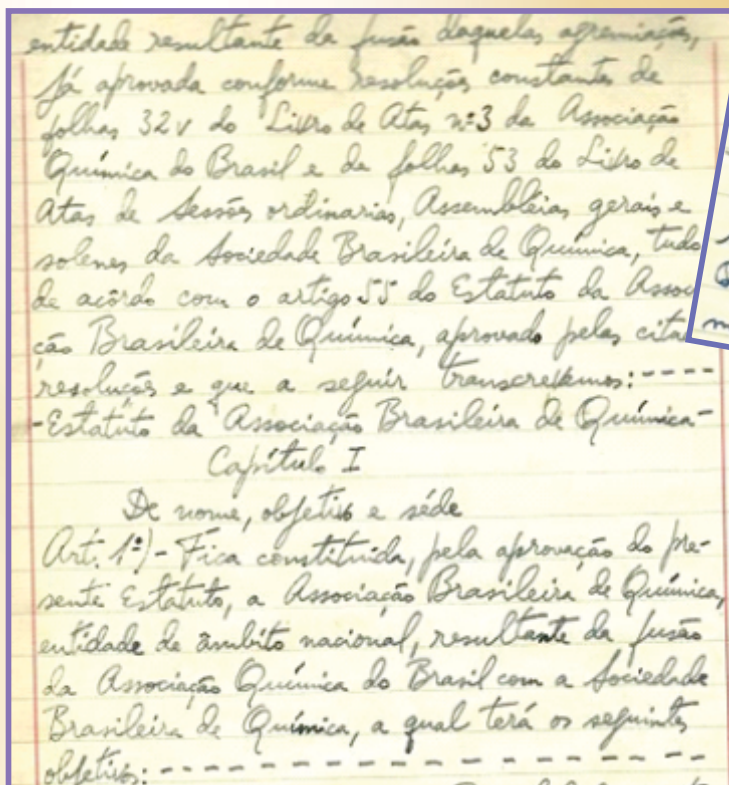 entidade resultante da fusão daquelas agremiações,
já aprovada conforme resoluções constantes de
folhas 32v do Livro de Atas nº 3 da Associação
Química do Brasil e de folhas 53 do Livro de
Atas de Sessões ordinarias, Assembléias gerais e
solenes da Sociedade Brasileira de Química, tudo
de acôrdo com o artigo 55 do Estatuto da Assoc
ção Brasileira de Química, aprovado pelas cita
resoluções e que a seguir transcrevemos: ----
-Estatuto da Associação Brasileira de Química-
Capítulo I
De nome, objetivo e séde
Art. 1º) - Fica constituída, pela aprovação do pre-
sente Estatuto, a Associação Brasileira de Química,
entidade de âmbito nacional, resultante da fusão
da Associação Química do Brasil com a Sociedade
Brasileira de Química, a qual terá os seguintes
objetivos: - - - - - - - - - - - - - - - - -